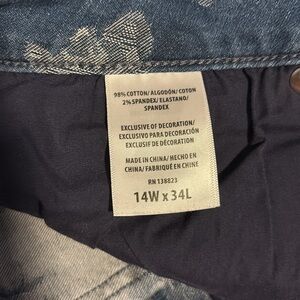 98% COTTON/ ALGODÓN/ COTON
2% SPANDEX/ ELASTANO/
SPANDEX
EXCLUSIVE OF DECORATION/
EXCLUSIVO PARA DECORACIÓN
EXCLUSIF DE DÉCORATION
MADE IN CHINA/ HECHO EN
CHINA/ FABRIQUÉ EN CHINE
RN 138823
14W x 34L